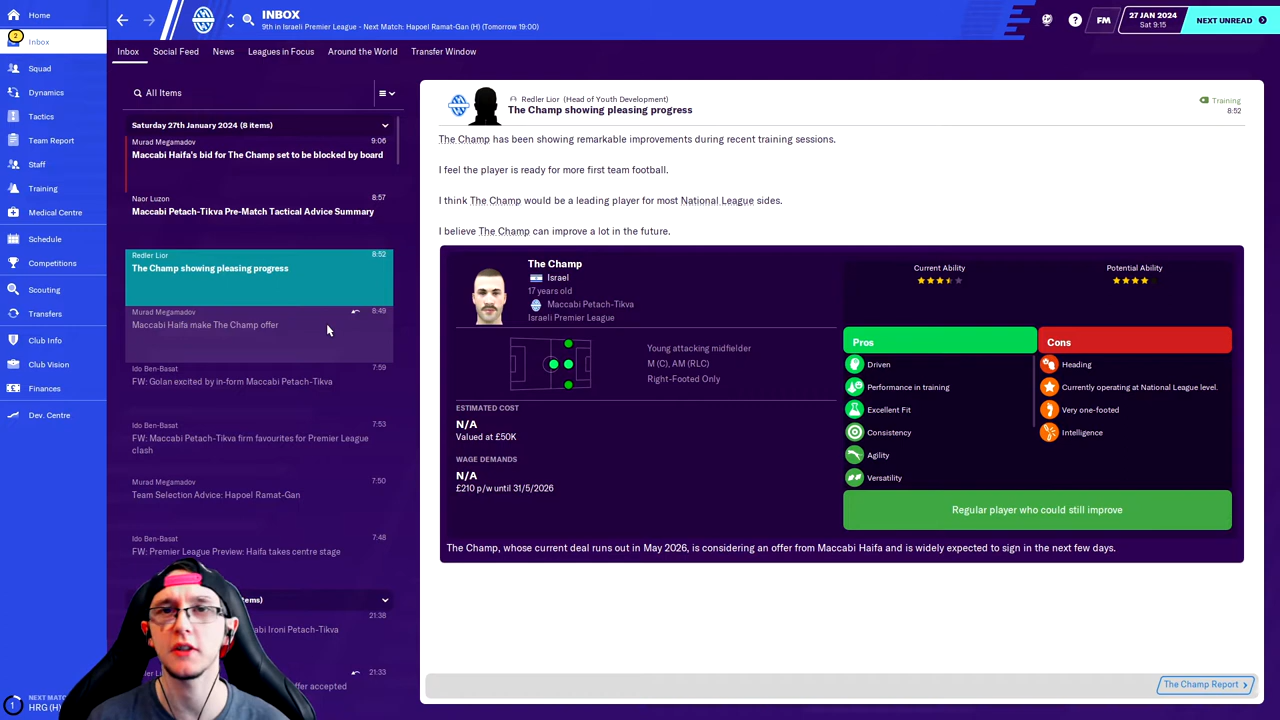 Home
2
Inbox
Squad
Dynamics
Tactics
Team Report
Staff
Training
Medical Centre
Schedule
Competitions
Scouting
Transfers
Club Info
Club Vision
Finances
Dev. Centre
1
NEXT MATC
HRG (H)
INBOX
9th in Israeli Premier League - Next Match: Hapoel Ramat-Gan (H) (Tomorrow 19:00)
?
FM
27 JAN 2024
Sat 9:15
NEXT UNREAD
Inbox
Social Feed
News
Leagues in Focus
Around the World
Transfer Window
All Items
Saturday 27th January 2024 (8 items)
Murad Megamadov 9:06
Maccabi Haifa's bid for The Champ set to be blocked by board
Naor Luzon 8:57
Maccabi Petach-Tikva Pre-Match Tactical Advice Summary
Redler Lior 8:52
The Champ showing pleasing progress
Murad Megamadov 8:49
Maccabi Haifa make The Champ offer
Ido Ben-Basat 7:59
FW: Golan excited by in-form Maccabi Petach-Tikva
Ido Ben-Basat 7:53
FW: Maccabi Petach-Tikva firm favourites for Premier League
clash
Murad Megamadov 7:50
Team Selection Advice: Hapoel Ramat-Gan
Ido Ben-Basat 7:48
FW: Premier League Preview: Haifa takes centre stage
ems)
21:38
abi Ironi Petach-Tikva
21:33
ffer accepted
Redler Lior (Head of Youth Development)
The Champ showing pleasing progress
Training
8:52
The Champ has been showing remarkable improvements during recent training sessions.
I feel the player is ready for more first team football.
I think The Champ would be a leading player for most National League sides.
I believe The Champ can improve a lot in the future.
The Champ
Israel
17 years old
Maccabi Petach-Tikva
Israeli Premier League
Current Ability
Potential Ability
Young attacking midfielder
M (C), AM (RLC)
Right-Footed Only
ESTIMATED COST
N/A
Valued at £50K
WAGE DEMANDS
N/A
£210 p/w until 31/5/2026
Pros
Driven
Performance in training
Excellent Fit
Consistency
Agility
Versatility
Cons
Heading
Currently operating at National League level.
Very one-footed
Intelligence
Regular player who could still improve
The Champ, whose current deal runs out in May 2026, is considering an offer from Maccabi Haifa and is widely expected to sign in the next few days.
The Champ Report